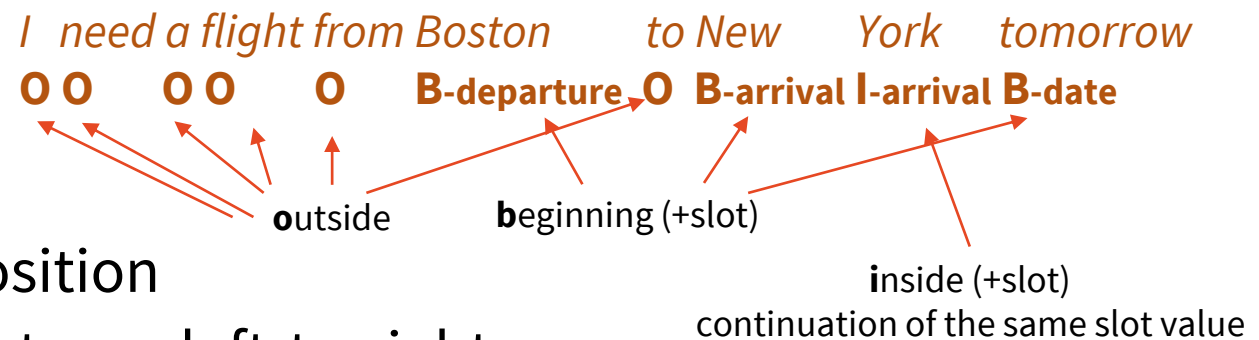 I need a flight from Boston to New York tomorrow
O O O O O B-departure O B-arrival I-arrival B-date
outside beginning (+slot)
osition
inside (+slot)
continuation of the same slot value